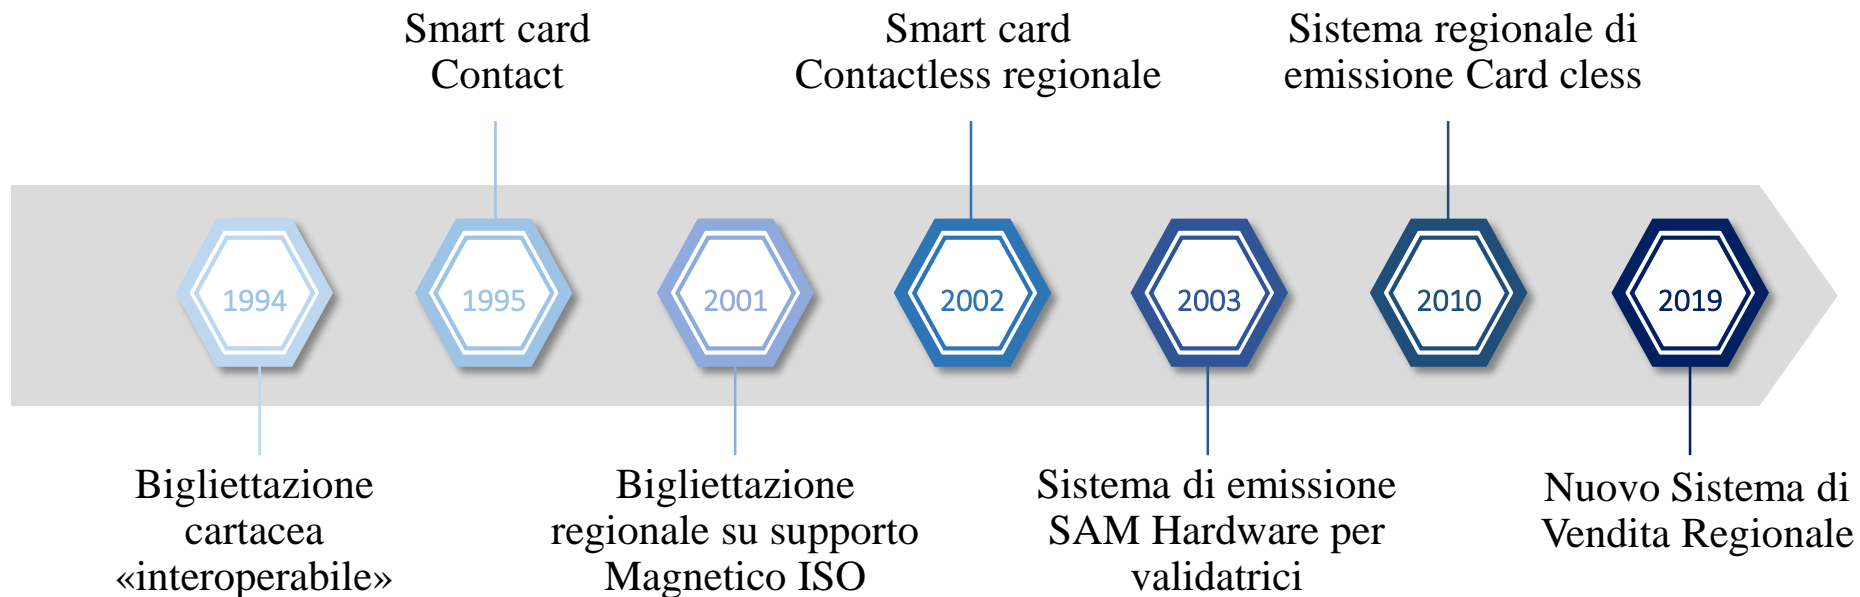 Smart card
Contact
Smart card
Contactless regionale
Sistema regionale di
emissione Card cless
1994
1995
2001
2002
2003
2010
2019
Bigliettazione
cartacea
«interoperabile»
Bigliettazione
regionale su supporto
Magnetico ISO
Sistema di emissione
SAM Hardware per
validatrici
Nuovo Sistema di
Vendita Regionale